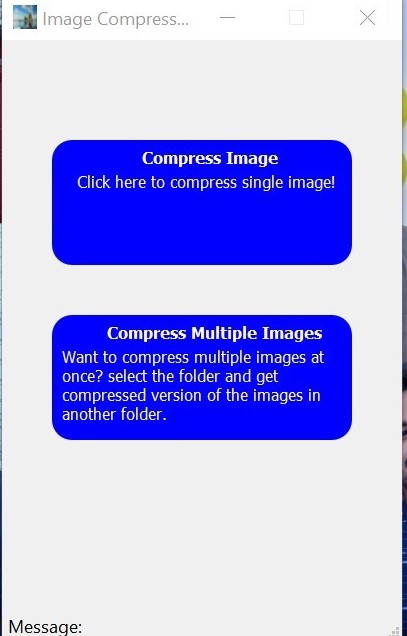 Image Compress...
Compress Image
Click here to compress single image!
Compress Multiple Images
Want to compress multiple images at
once? select the folder and get
compressed version of the images in
another folder.
Message: